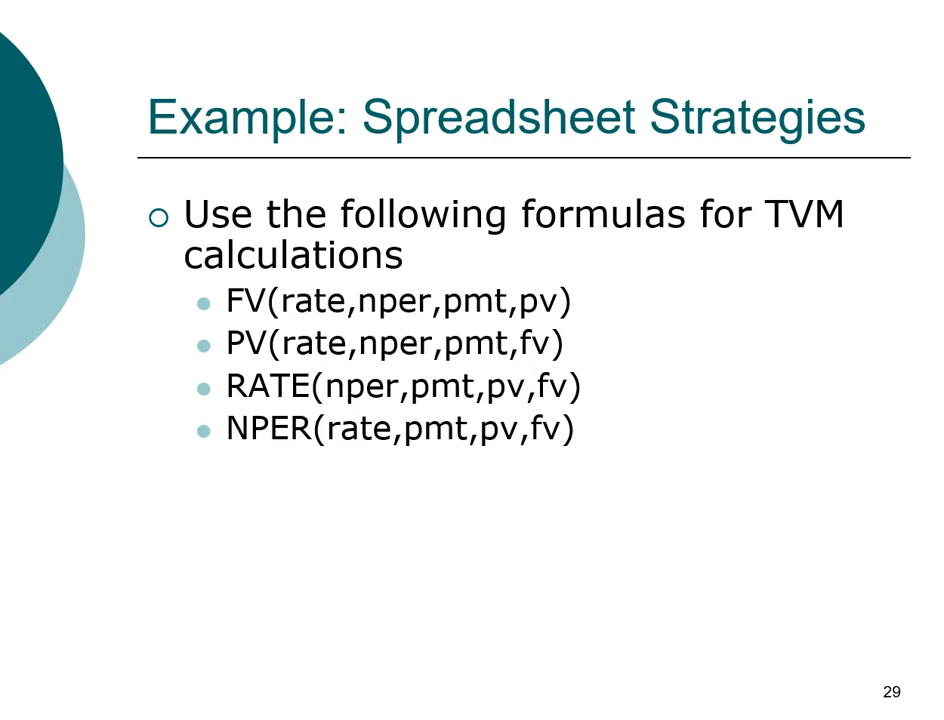 Example: Spreadsheet Strategies
Use the following formulas for TVM
calculations
FV(rate,nper,pmt,pv)
PV(rate,nper,pmt,fv)
RATE(nper,pmt,pv,fv)
NPER(rate,pmt,pv,fv)
29